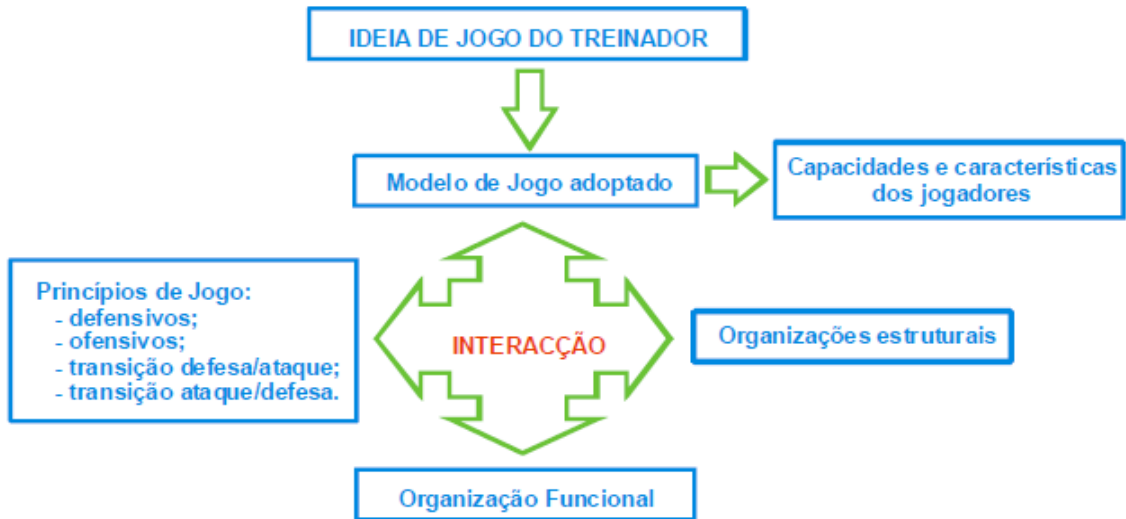 IDEIA DE JOGO DO TREINADOR
Modelo de Jogo adoptado
Capacidades e características
dos jogadores
Princípios de Jogo:
- defensivos;
- ofensivos;
- transição defesa/ataque;
- transição ataque/defesa.
INTERACÇÃO
Organizações estruturais
Organização Funcional